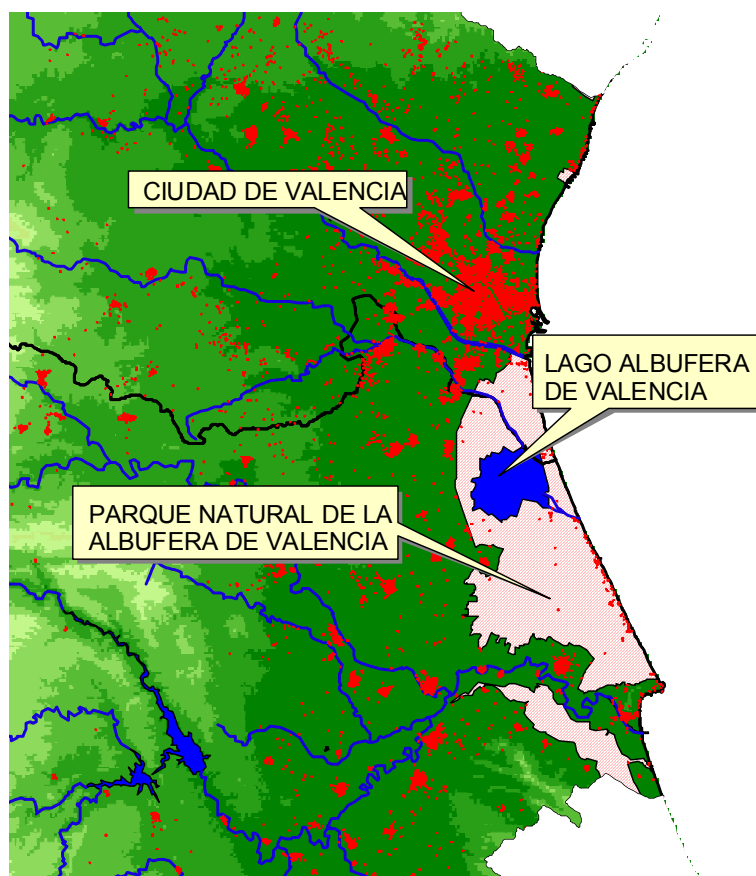 CIUDAD DE VALENCIA
LAGO ALBUFERA
DE VALENCIA
PARQUE NATURAL DE LA
ALBUFERA DE VALENCIA